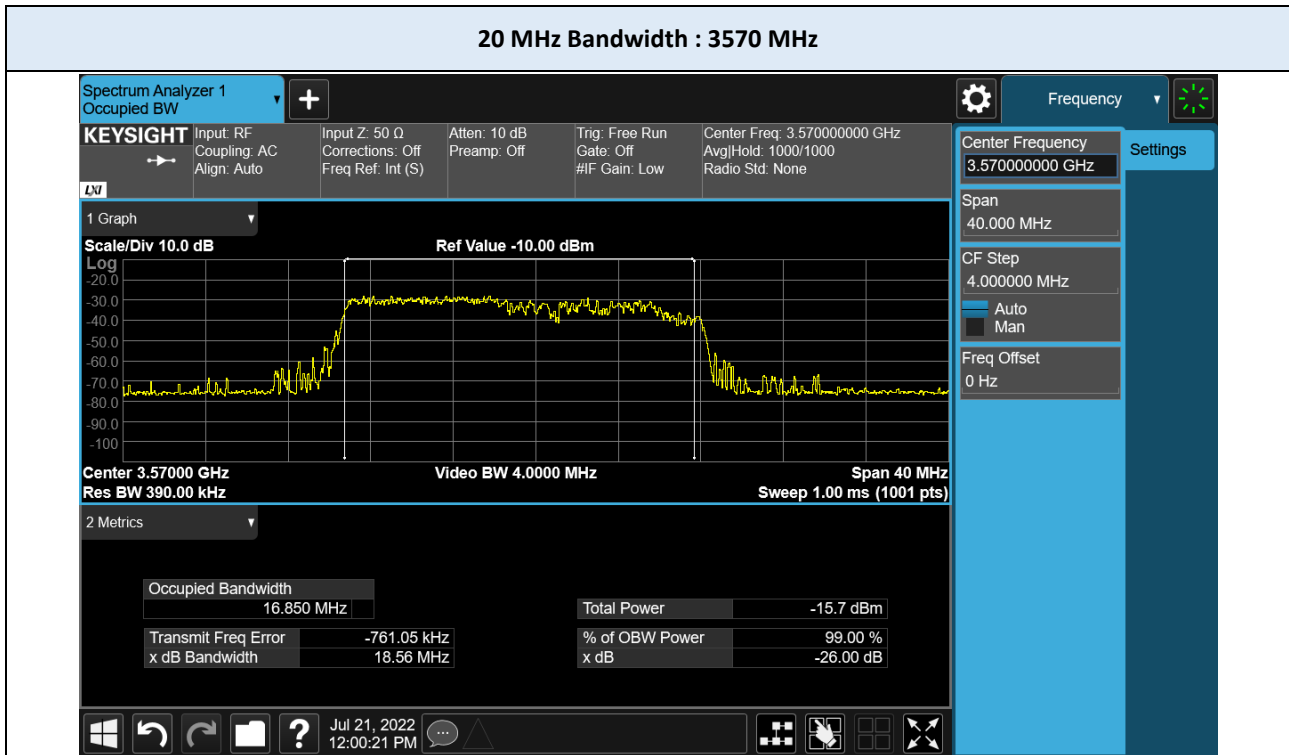 20 MHz Bandwidth : 3570 MHz
Spectrum Analyzer 1
Occupied BW
+
Frequency
KEYSIGHT
LXI
Input: RF
Coupling: AC
Align: Auto
Input Z: 50 Ω
Corrections: Off
Freq Ref: Int (S)
Atten: 10 dB
Preamp: Off
Trig: Free Run
Gate: Off
#IF Gain: Low
Center Freq: 3.570000000 GHz
Avg|Hold: 1000/1000
Radio Std: None
Center Frequency
3.570000000 GHz
Settings
Span
40.000 MHz
CF Step
4.000000 MHz
Auto
Man
Freq Offset
0 Hz
1 Graph
Scale/Div 10.0 dB
Ref Value -10.00 dBm
Log
-20.0
-30.0
-40.0
-50.0
-60.0
-70.0
-80.0
-90.0
-100
Center 3.57000 GHz
Video BW 4.0000 MHz
Span 40 MHz
Res BW 390.00 kHz
Sweep 1.00 ms (1001 pts)
2 Metrics
Occupied Bandwidth
16.850 MHz
Total Power -15.7 dBm
Transmit Freq Error -761.05 kHz
% of OBW Power 99.00 %
x dB Bandwidth 18.56 MHz
x dB -26.00 dB
?
Jul 21, 2022
12:00:21 PM